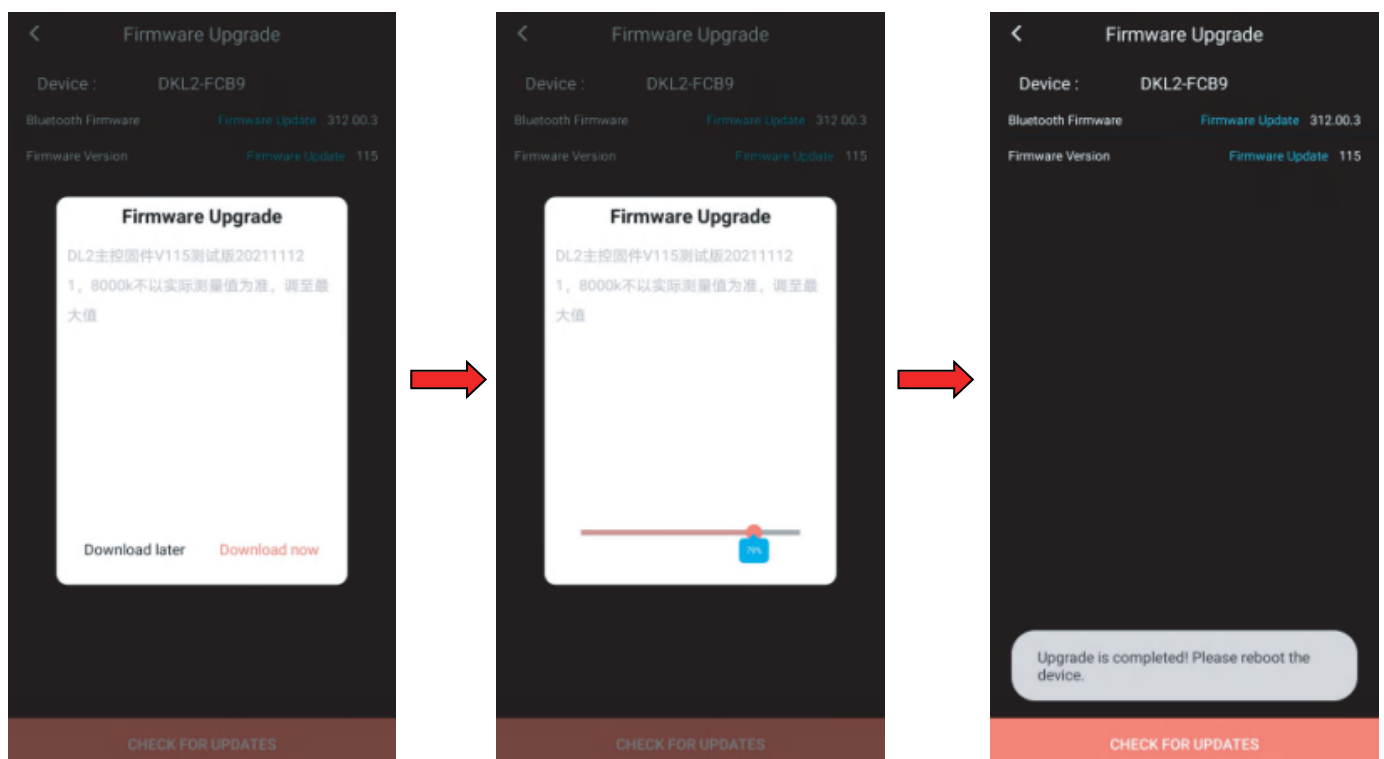 Firmware Upgrade
Device : DKL2-FCB9
Bluetooth Firmware Firmware Update 312.00.3
Firmware Version Firmware Update 115
Firmware Upgrade
DL2主控固件V115测试版20211112
1，8000k不以实际测量值为准，调至最
大值
Download later Download now
CHECK FOR UPDATES
Firmware Upgrade
Device : DKL2-FCB9
Bluetooth Firmware Firmware Update 312.00.3
Firmware Version Firmware Update 115
Firmware Upgrade
DL2主控固件V115测试版20211112
1，8000k不以实际测量值为准，调至最
大值
79%
CHECK FOR UPDATES
Firmware Upgrade
Device : DKL2-FCB9
Bluetooth Firmware Firmware Update 312.00.3
Firmware Version Firmware Update 115
Upgrade is completed! Please reboot the
device.
CHECK FOR UPDATES